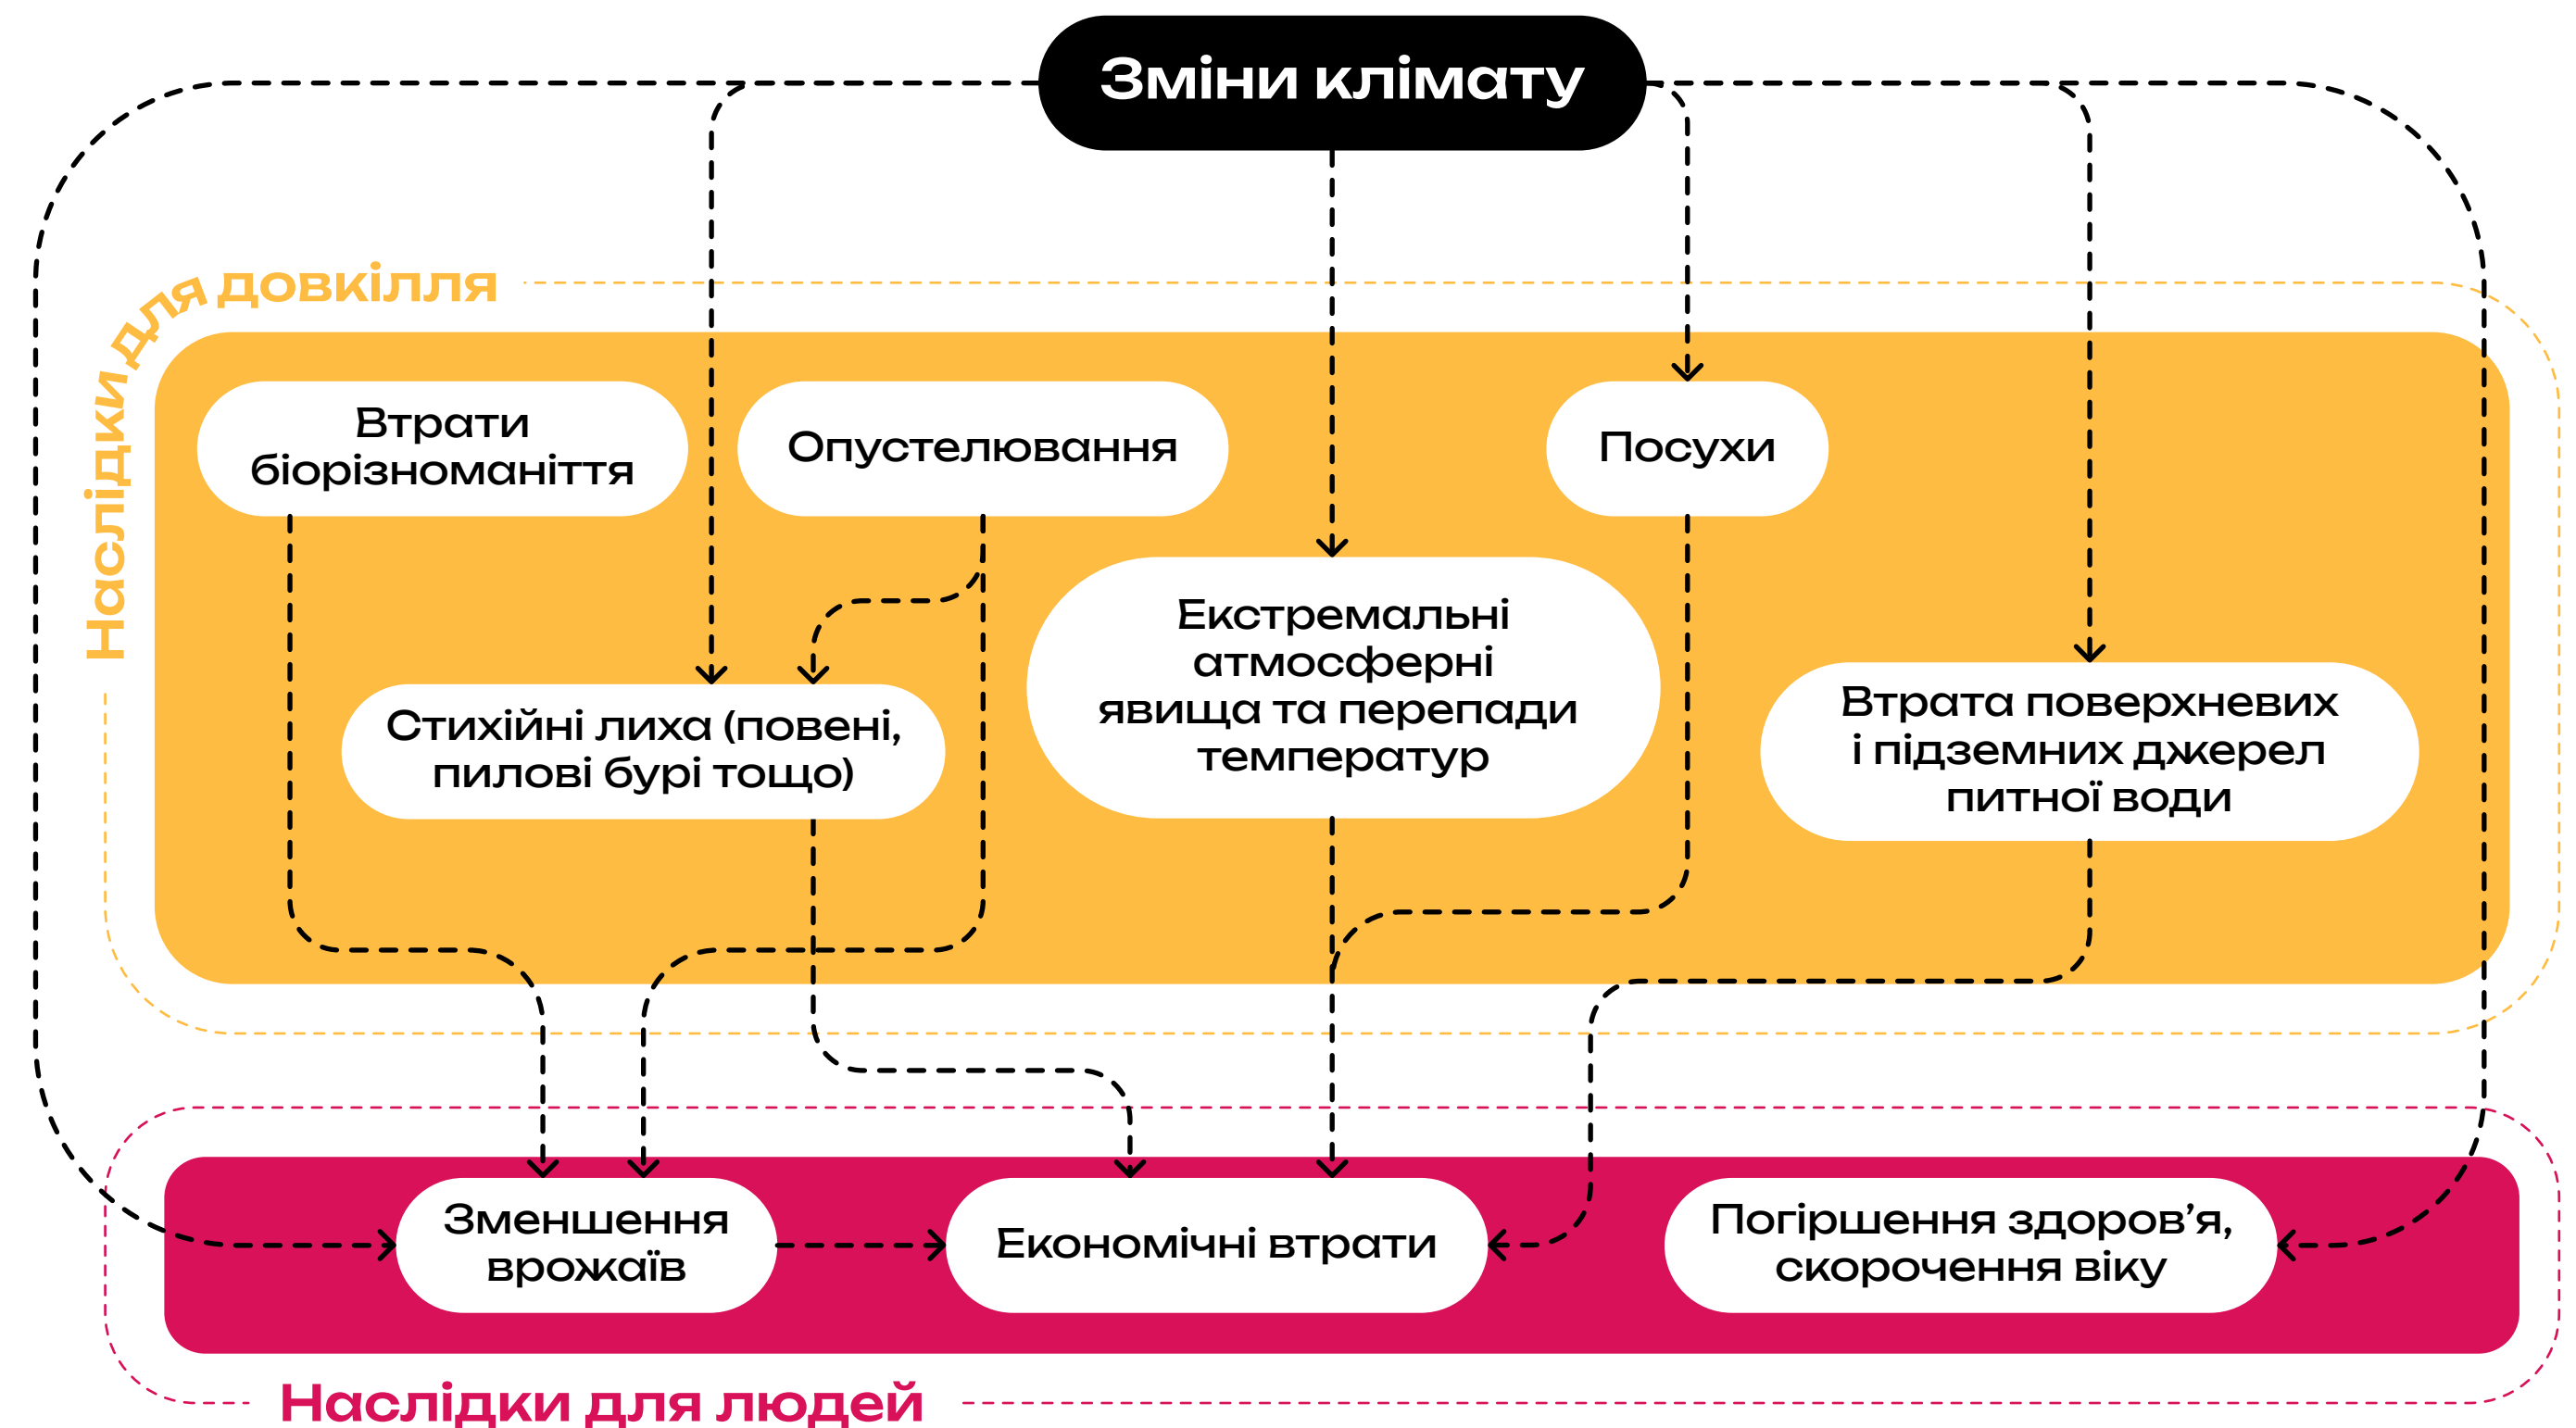 Зміни клімату
Наслідки для довкілля
Втрати
біорізноманіття
Опустелювання
Посухи
Екстремальні
атмосферні
явища та перепади
температур
Стихійні лиха (повені,
пилові бурі тощо)
Втрата поверхневих
і підземних джерел
питної води
Зменшення
врожаїв
Економічні втрати
Погіршення здоров’я,
скорочення віку
Наслідки для людей